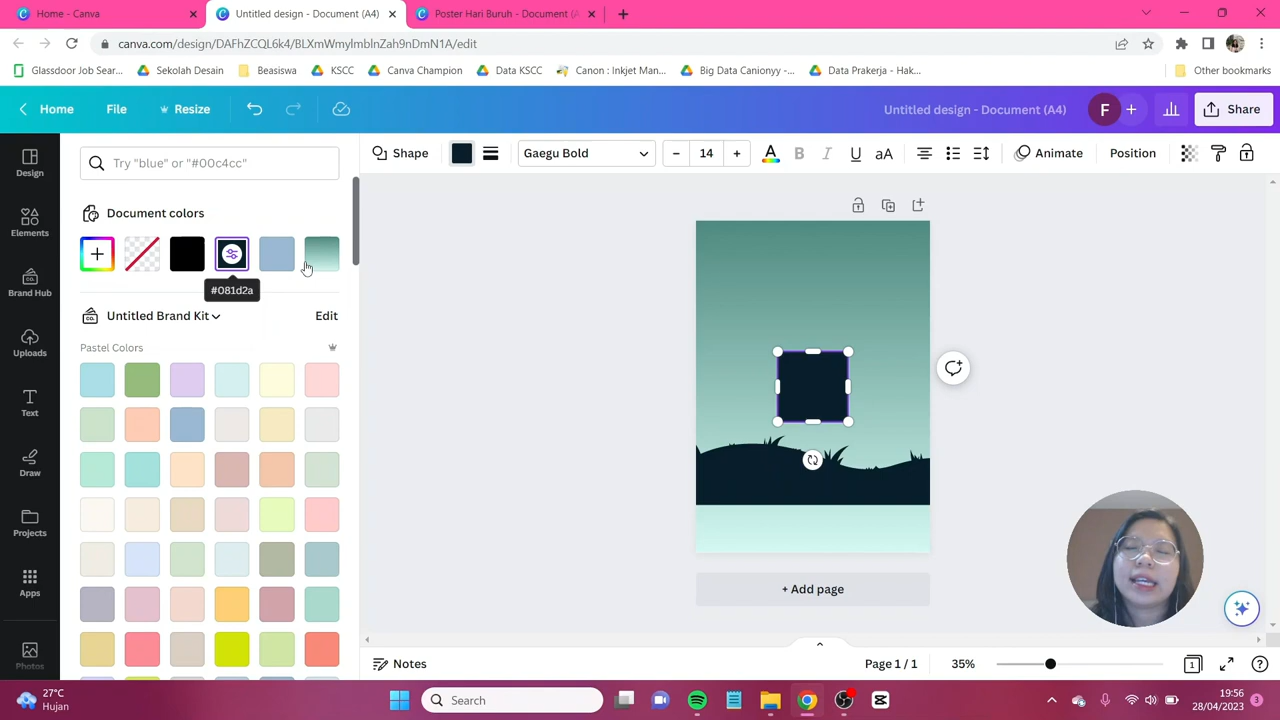 Home - Canva
Untitled design - Document (A4)
Poster Hari Buruh - Document (A
canva.com/design/DAFhZCQL6k4/BLXmWmylmblnZah9nDmN1A/edit
Glassdoor Job Sear...
Sekolah Desain
Beasiswa
KSCC
Canva Champion
Data KSCC
Canon : Inkjet Man...
Big Data Canionyy -...
Data Prakerja - Hak...
Other bookmarks
Home
File
Resize
Untitled design - Document (A4)
F
Share
Design
Elements
Brand Hub
Uploads
Text
Draw
Projects
Apps
Photos
Try "blue" or "#00c4cc"
Document colors
#081d2a
Untitled Brand Kit
Edit
Pastel Colors
Shape
Gaegu Bold
14
A
B
I
U
aA
Animate
Position
+ Add page
Notes
Page 1 / 1
35%
1
27°C
Hujan
Search
19:56
28/04/2023
3